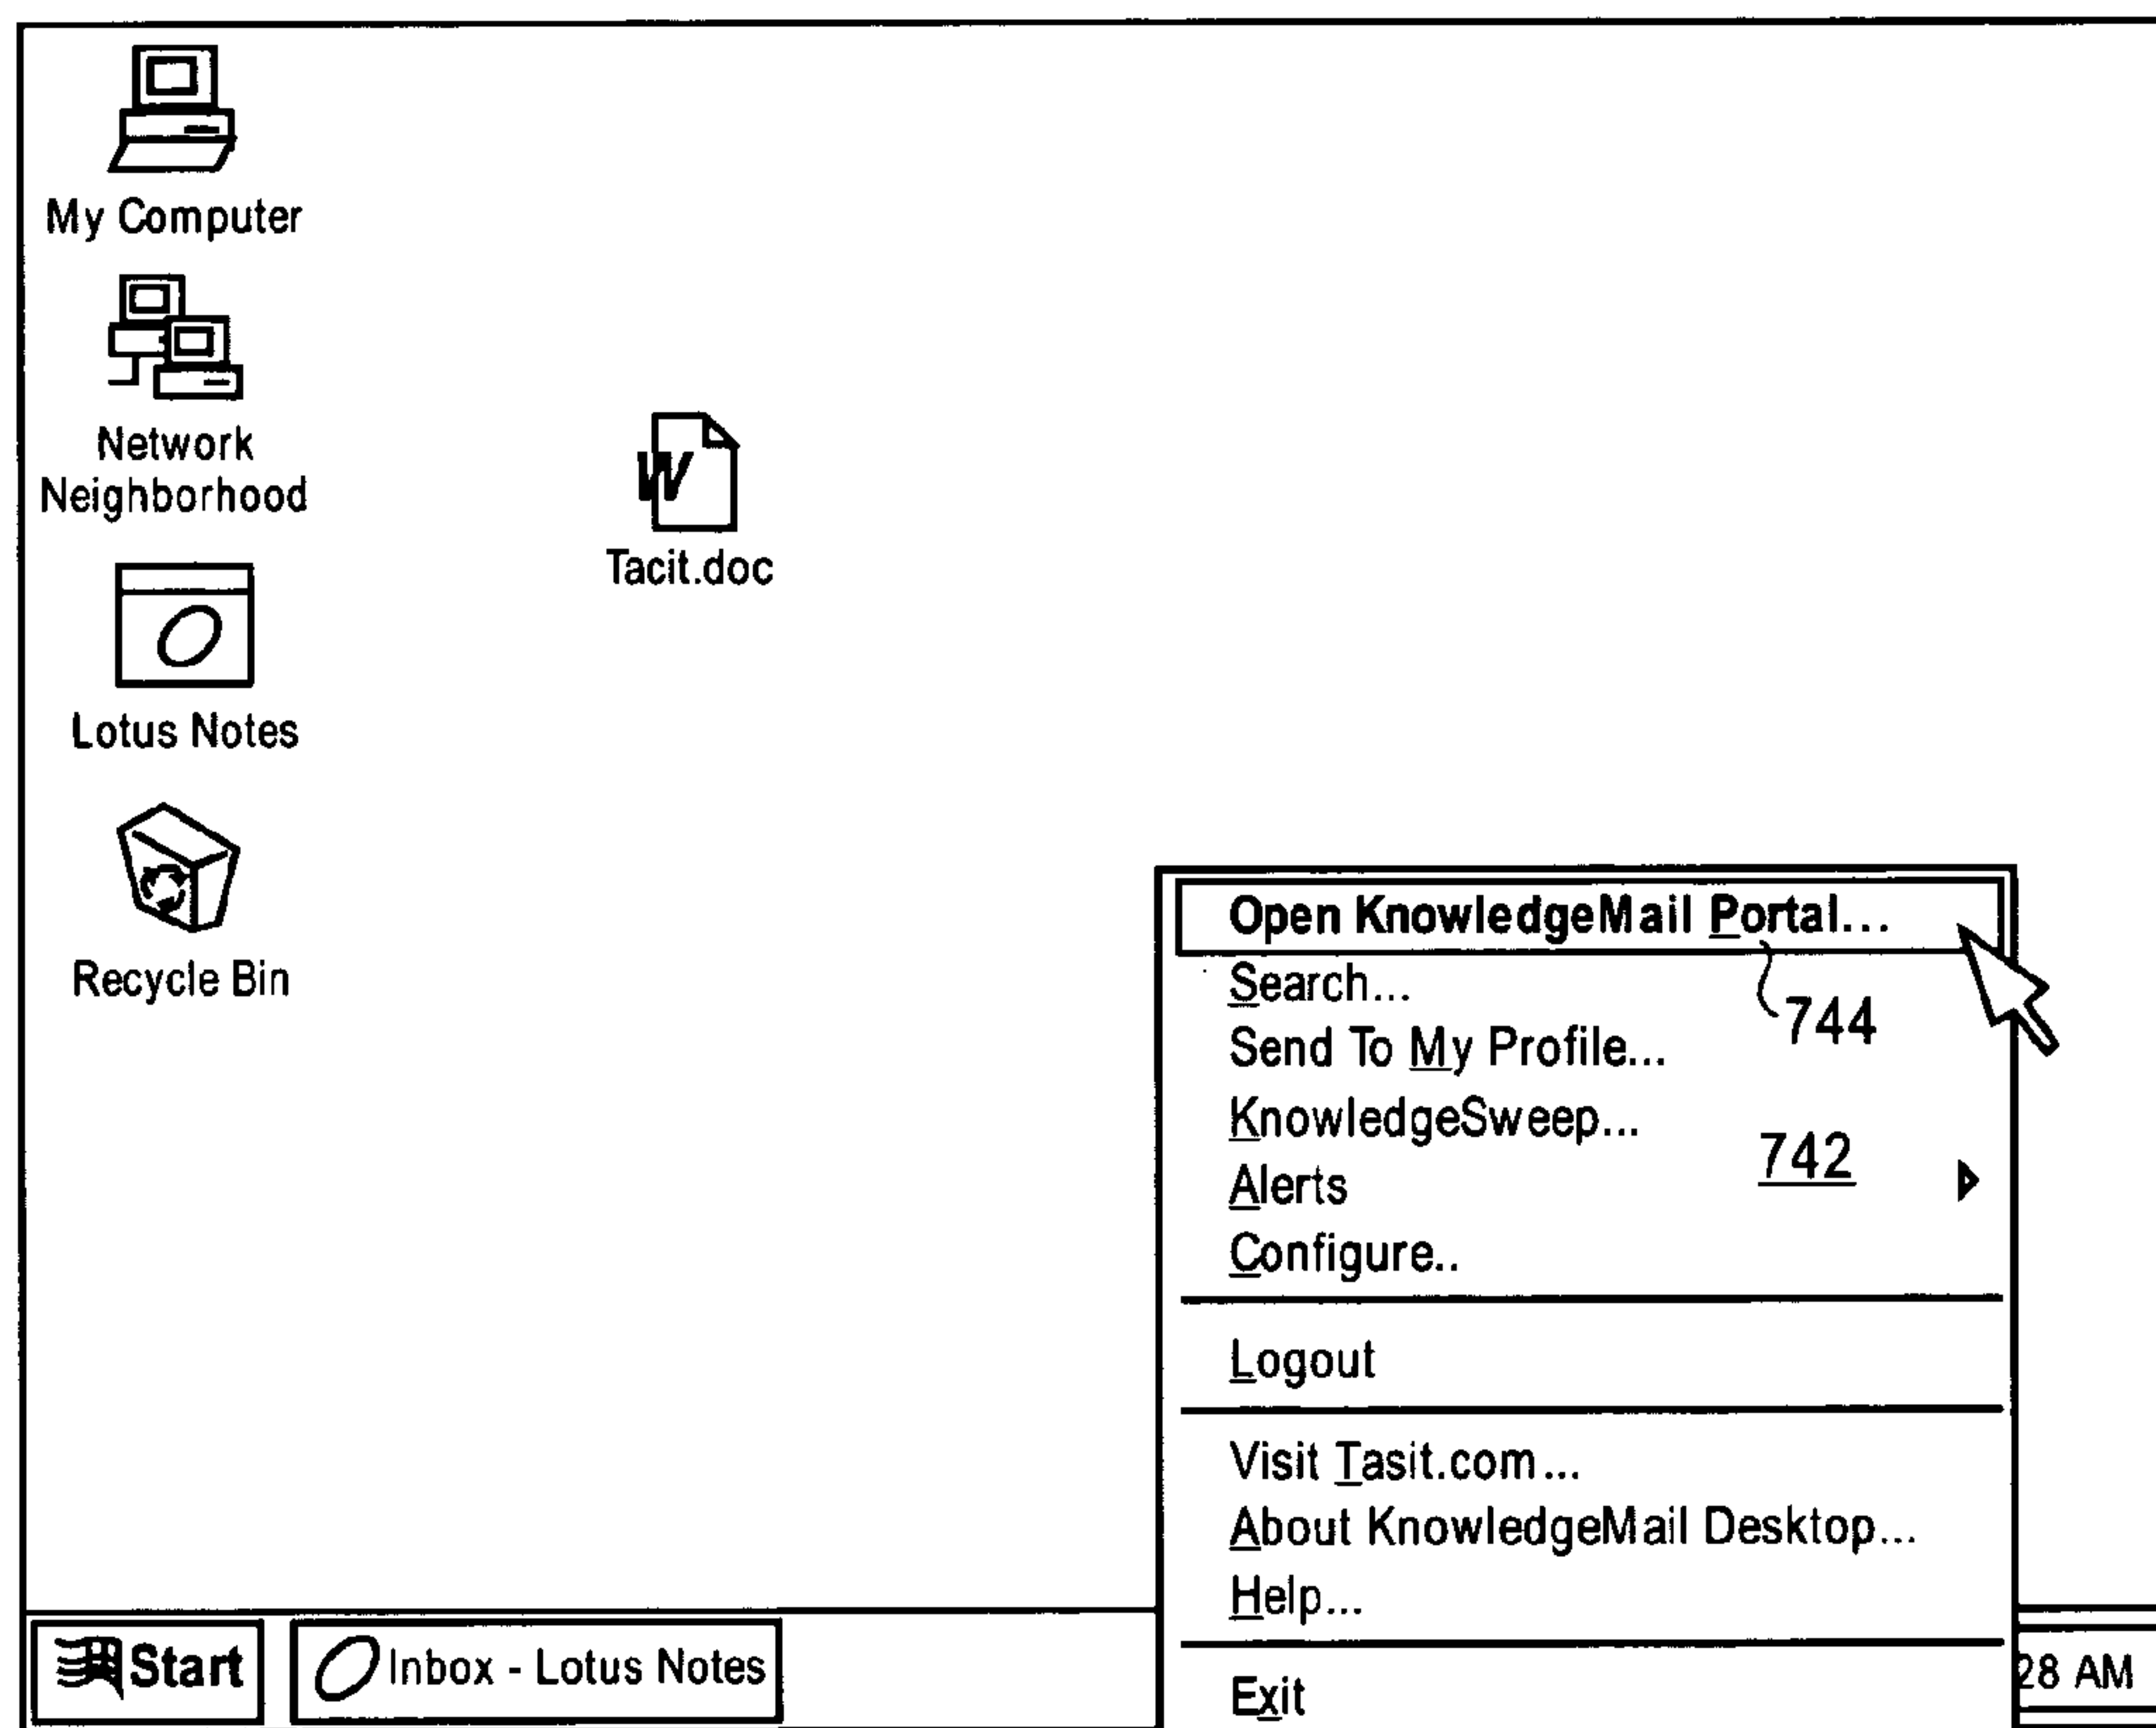 My Computer
Network
Neighborhood
W
Tacit.doc
Lotus Notes
Recycle Bin
Open KnowledgeMail Portal...
Search...
744
Send To My Profile...
KnowledgeSweep...
742
Alerts
Configure..
Logout
Visit Tasit.com...
About KnowledgeMail Desktop...
Help...
Exit
Start
Inbox - Lotus Notes
28 AM